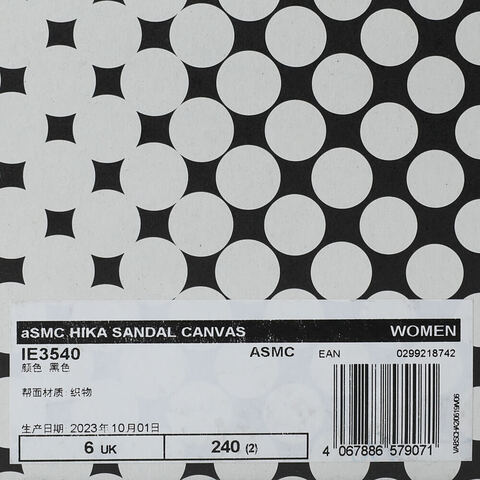 aSMC HIKA SANDAL CANVAS WOMEN
IE3540 ASMC EAN 0299218742
颜色: 黑色
帮面材质: 织物
生产日期: 2023年10月01日
6 UK 240 (2)
4 067886 579071